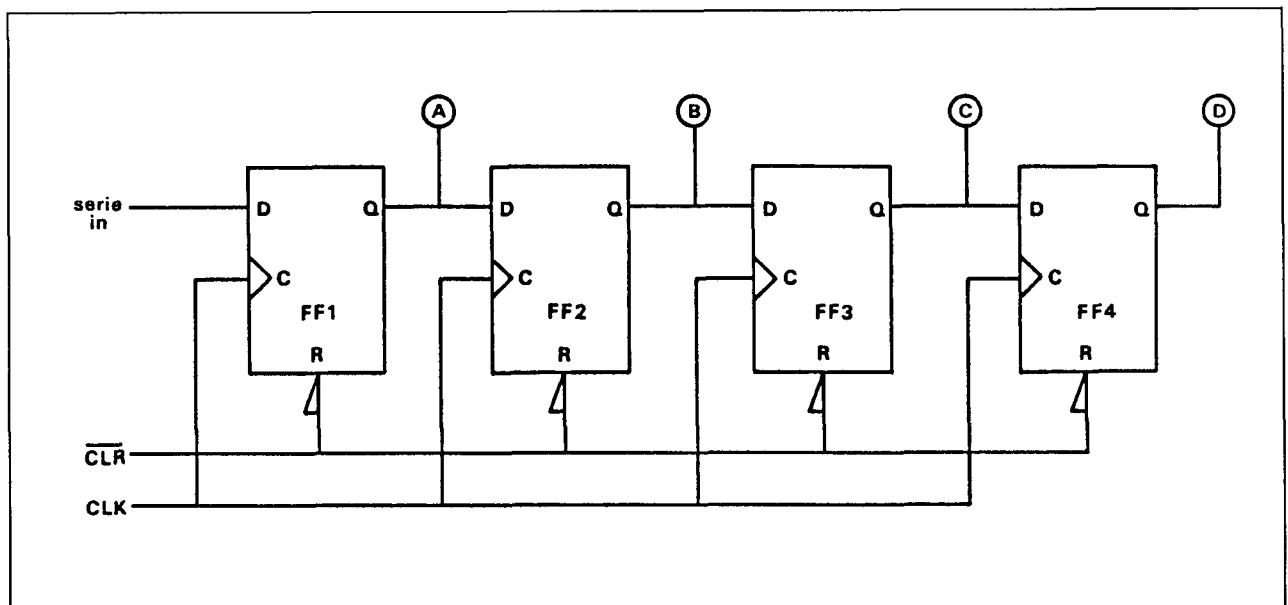 A B C D
serie D Q D Q D Q D Q
in
C C C C
FF1 FF2 FF3 FF4
R R R R
CLR
CLK